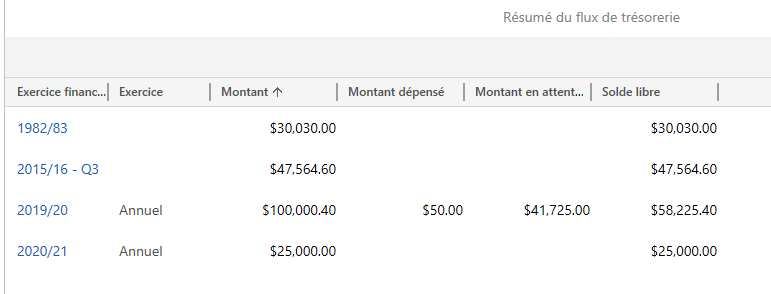 Résumé du flux de trésorerie
Exercice financ... Exercice Montant ↑ Montant dépensé Montant en attent... Solde libre
1982/83 $30,030.00 $30,030.00
2015/16 - Q3 $47,564.60 $47,564.60
2019/20 Annuel $100,000.40 $50.00 $41,725.00 $58,225.40
2020/21 Annuel $25,000.00 $25,000.00